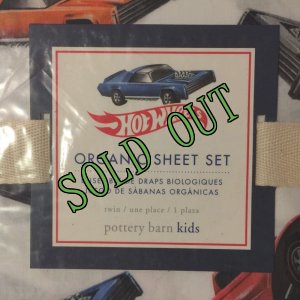 HOT WHEELS
ORGANIC SHEET SET
DE DRAPS BIOLOGIQUES
DE SÁBANAS ORGÁNICAS
twin / une place / 1 plaza
pottery barn kids
SOLD OUT